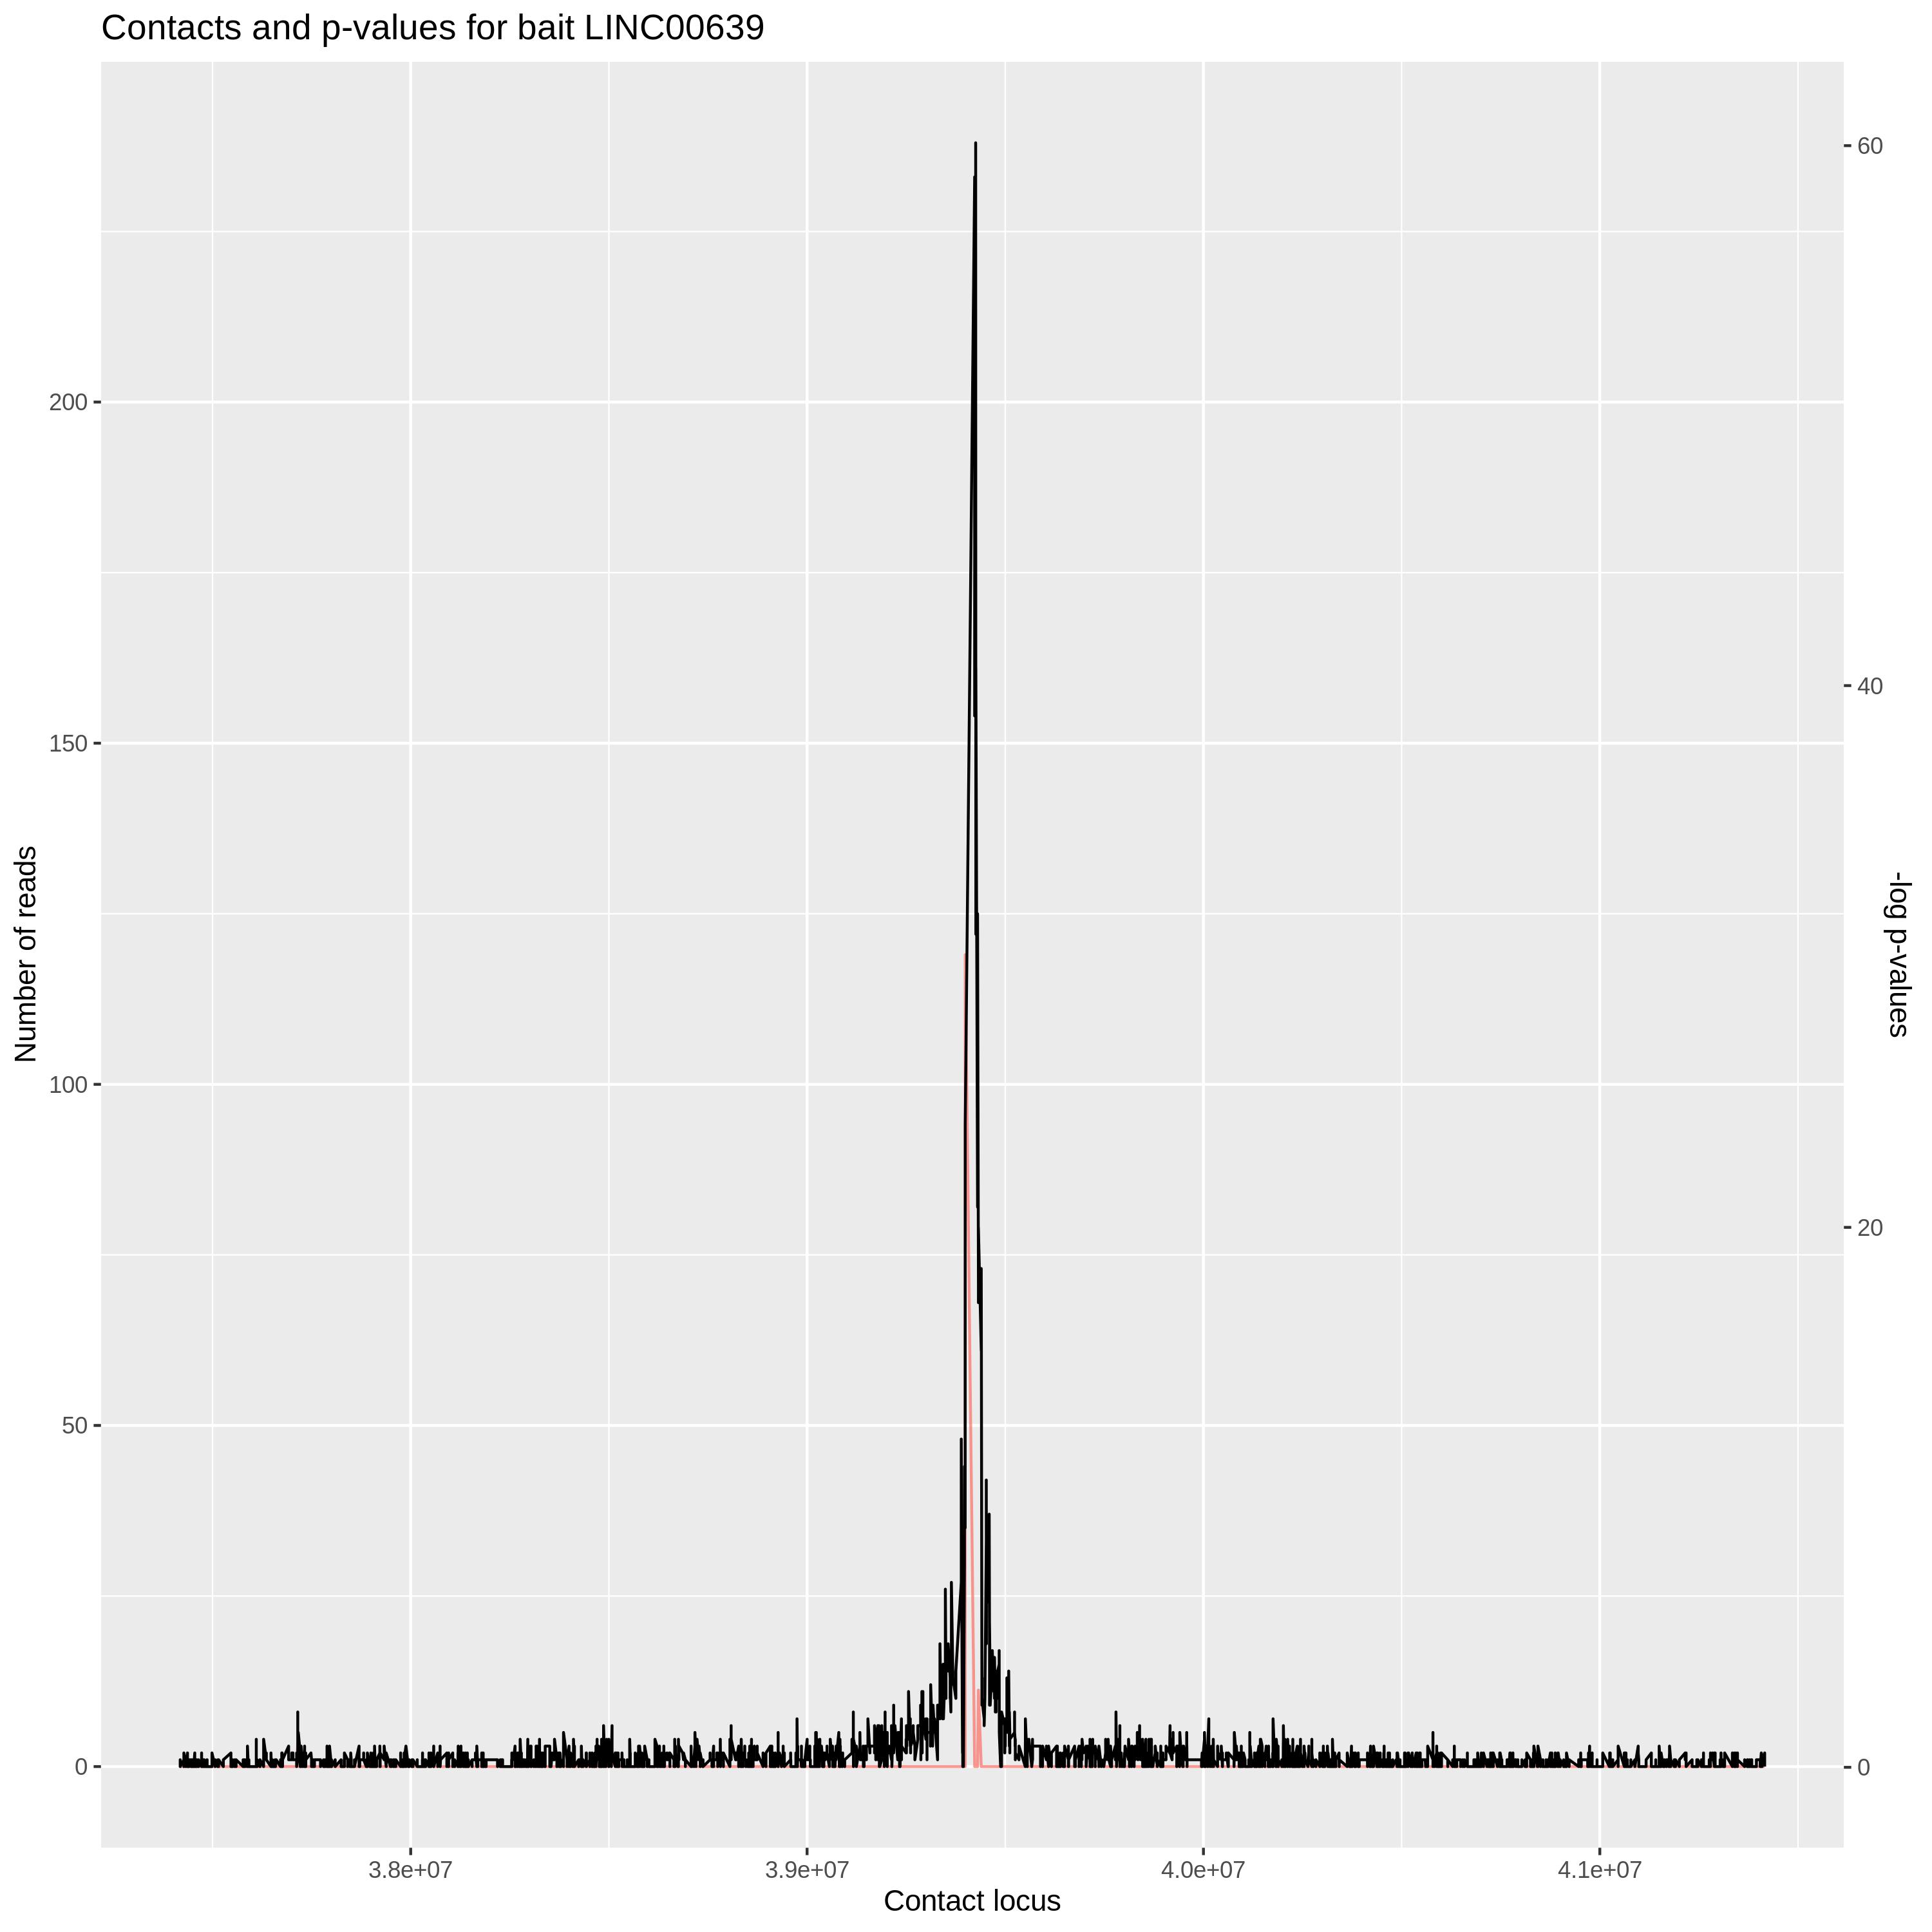 Contacts and p-values for bait LINC00639
60
200
40
150
Number of reads
-log p-values
100
20
50
0
0
3.8e+07
3.9e+07
4.0e+07
4.1e+07
Contact locus